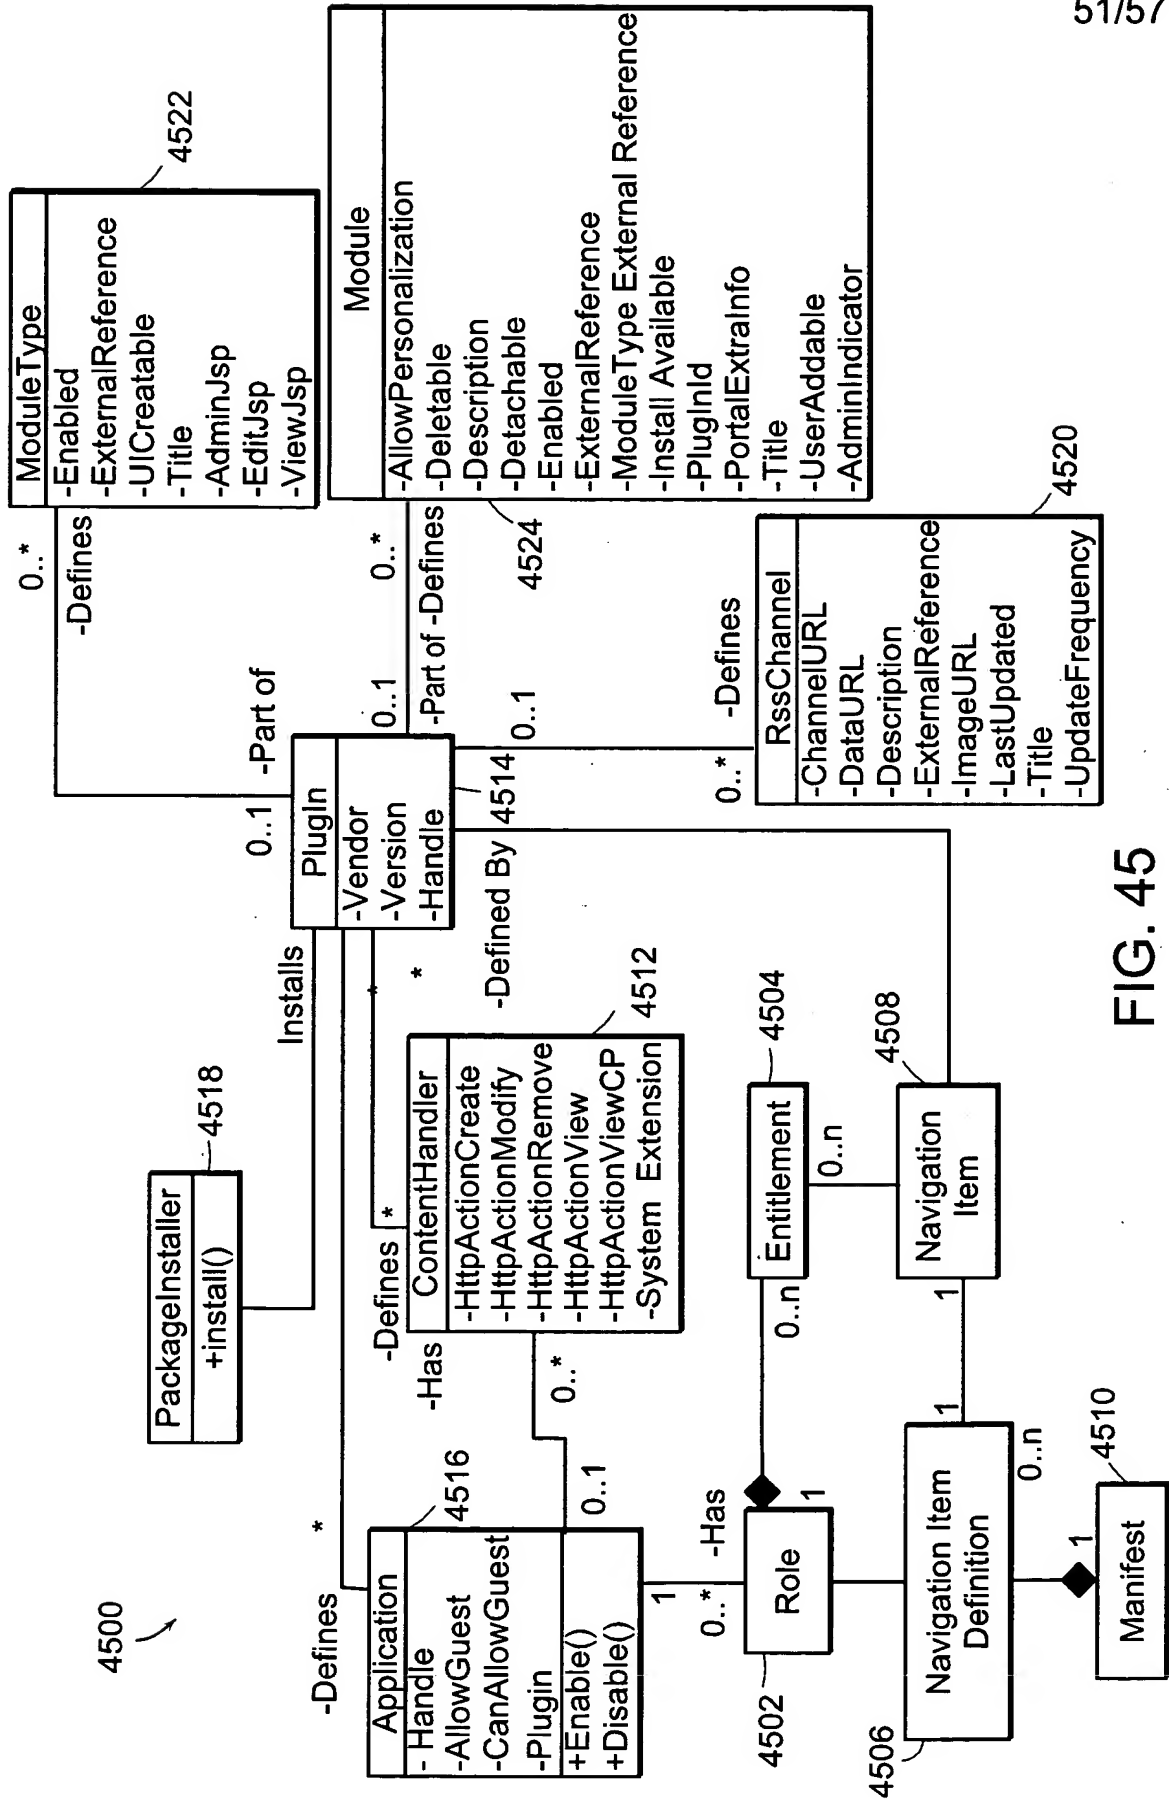 51/57
4500
PackageInstaller
+install()
4518
Installs
ModuleType
-Enabled
-ExternalReference
-UICreatable
-Title
-AdminJsp
-EditJsp
-ViewJsp
4522
0..*
-Defines
-Part of
0..1
PlugIn
-Vendor
-Version
-Handle
4514
Module
-AllowPersonalization
-Deletable
-Description
-Detachable
-Enabled
-ExternalReference
-ModuleType External Reference
-Install Available
-PlugInId
-PortalExtraInfo
-Title
-UserAddable
-AdminIndicator
4524
0..*
-Part of -Defines
0..1
0..1
-Defines
0..*
RssChannel
-ChannelURL
-DataURL
-Description
-ExternalReference
-ImageURL
-LastUpdated
-Title
-UpdateFrequency
4520
-Defines
*
Application
- Handle
-AllowGuest
-CanAllowGuest
-Plugin
+Enable()
+Disable()
4516
-Defines *
-Has
0..*
0..1
*
*
ContentHandler
-HttpActionCreate
-HttpActionModify
-HttpActionRemove
-HttpActionView
-HttpActionViewCP
-System Extension
4512
-Defined By
1
0..*
-Has
Role
4502
1
0..n
Entitlement
4504
0..n
Navigation
Item
4508
1
1
Navigation Item
Definition
4506
0..n
1
Manifest
4510
FIG. 45